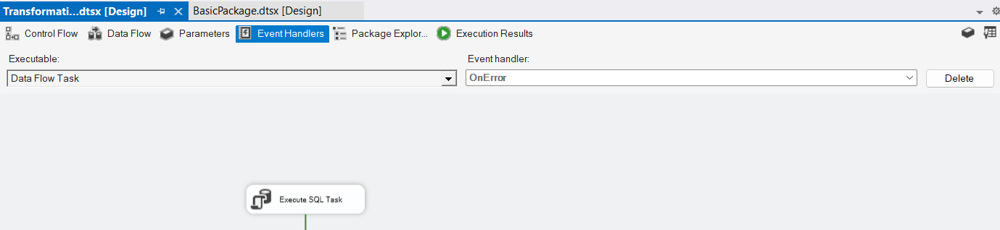 Transformati...dtsx [Design] BasicPackage.dtsx [Design]
Control Flow Data Flow Parameters Event Handlers Package Explor... Execution Results
Executable: Event handler:
Data Flow Task OnError Delete
Execute SQL Task